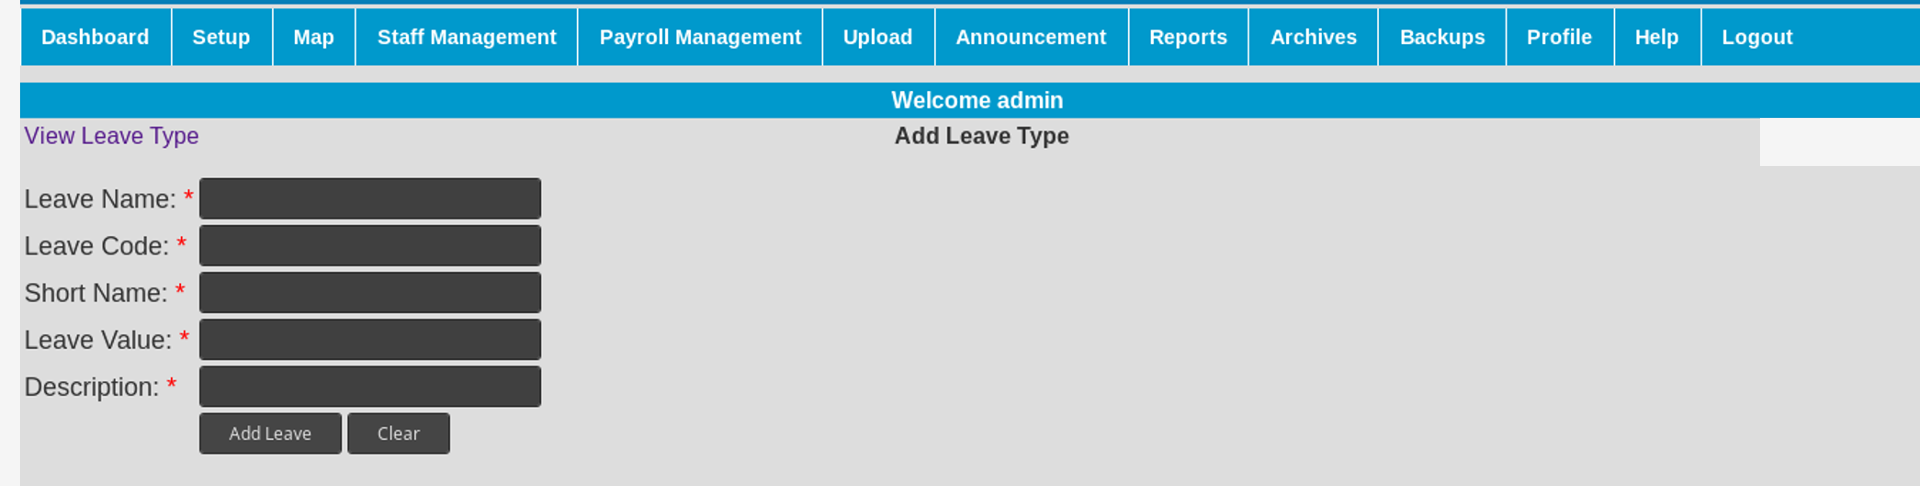 Dashboard Setup Map Staff Management Payroll Management Upload Announcement Reports Archives Backups Profile Help Logout
Welcome admin
View Leave Type Add Leave Type
Leave Name: *
Leave Code: *
Short Name: *
Leave Value: *
Description: *
Add Leave Clear